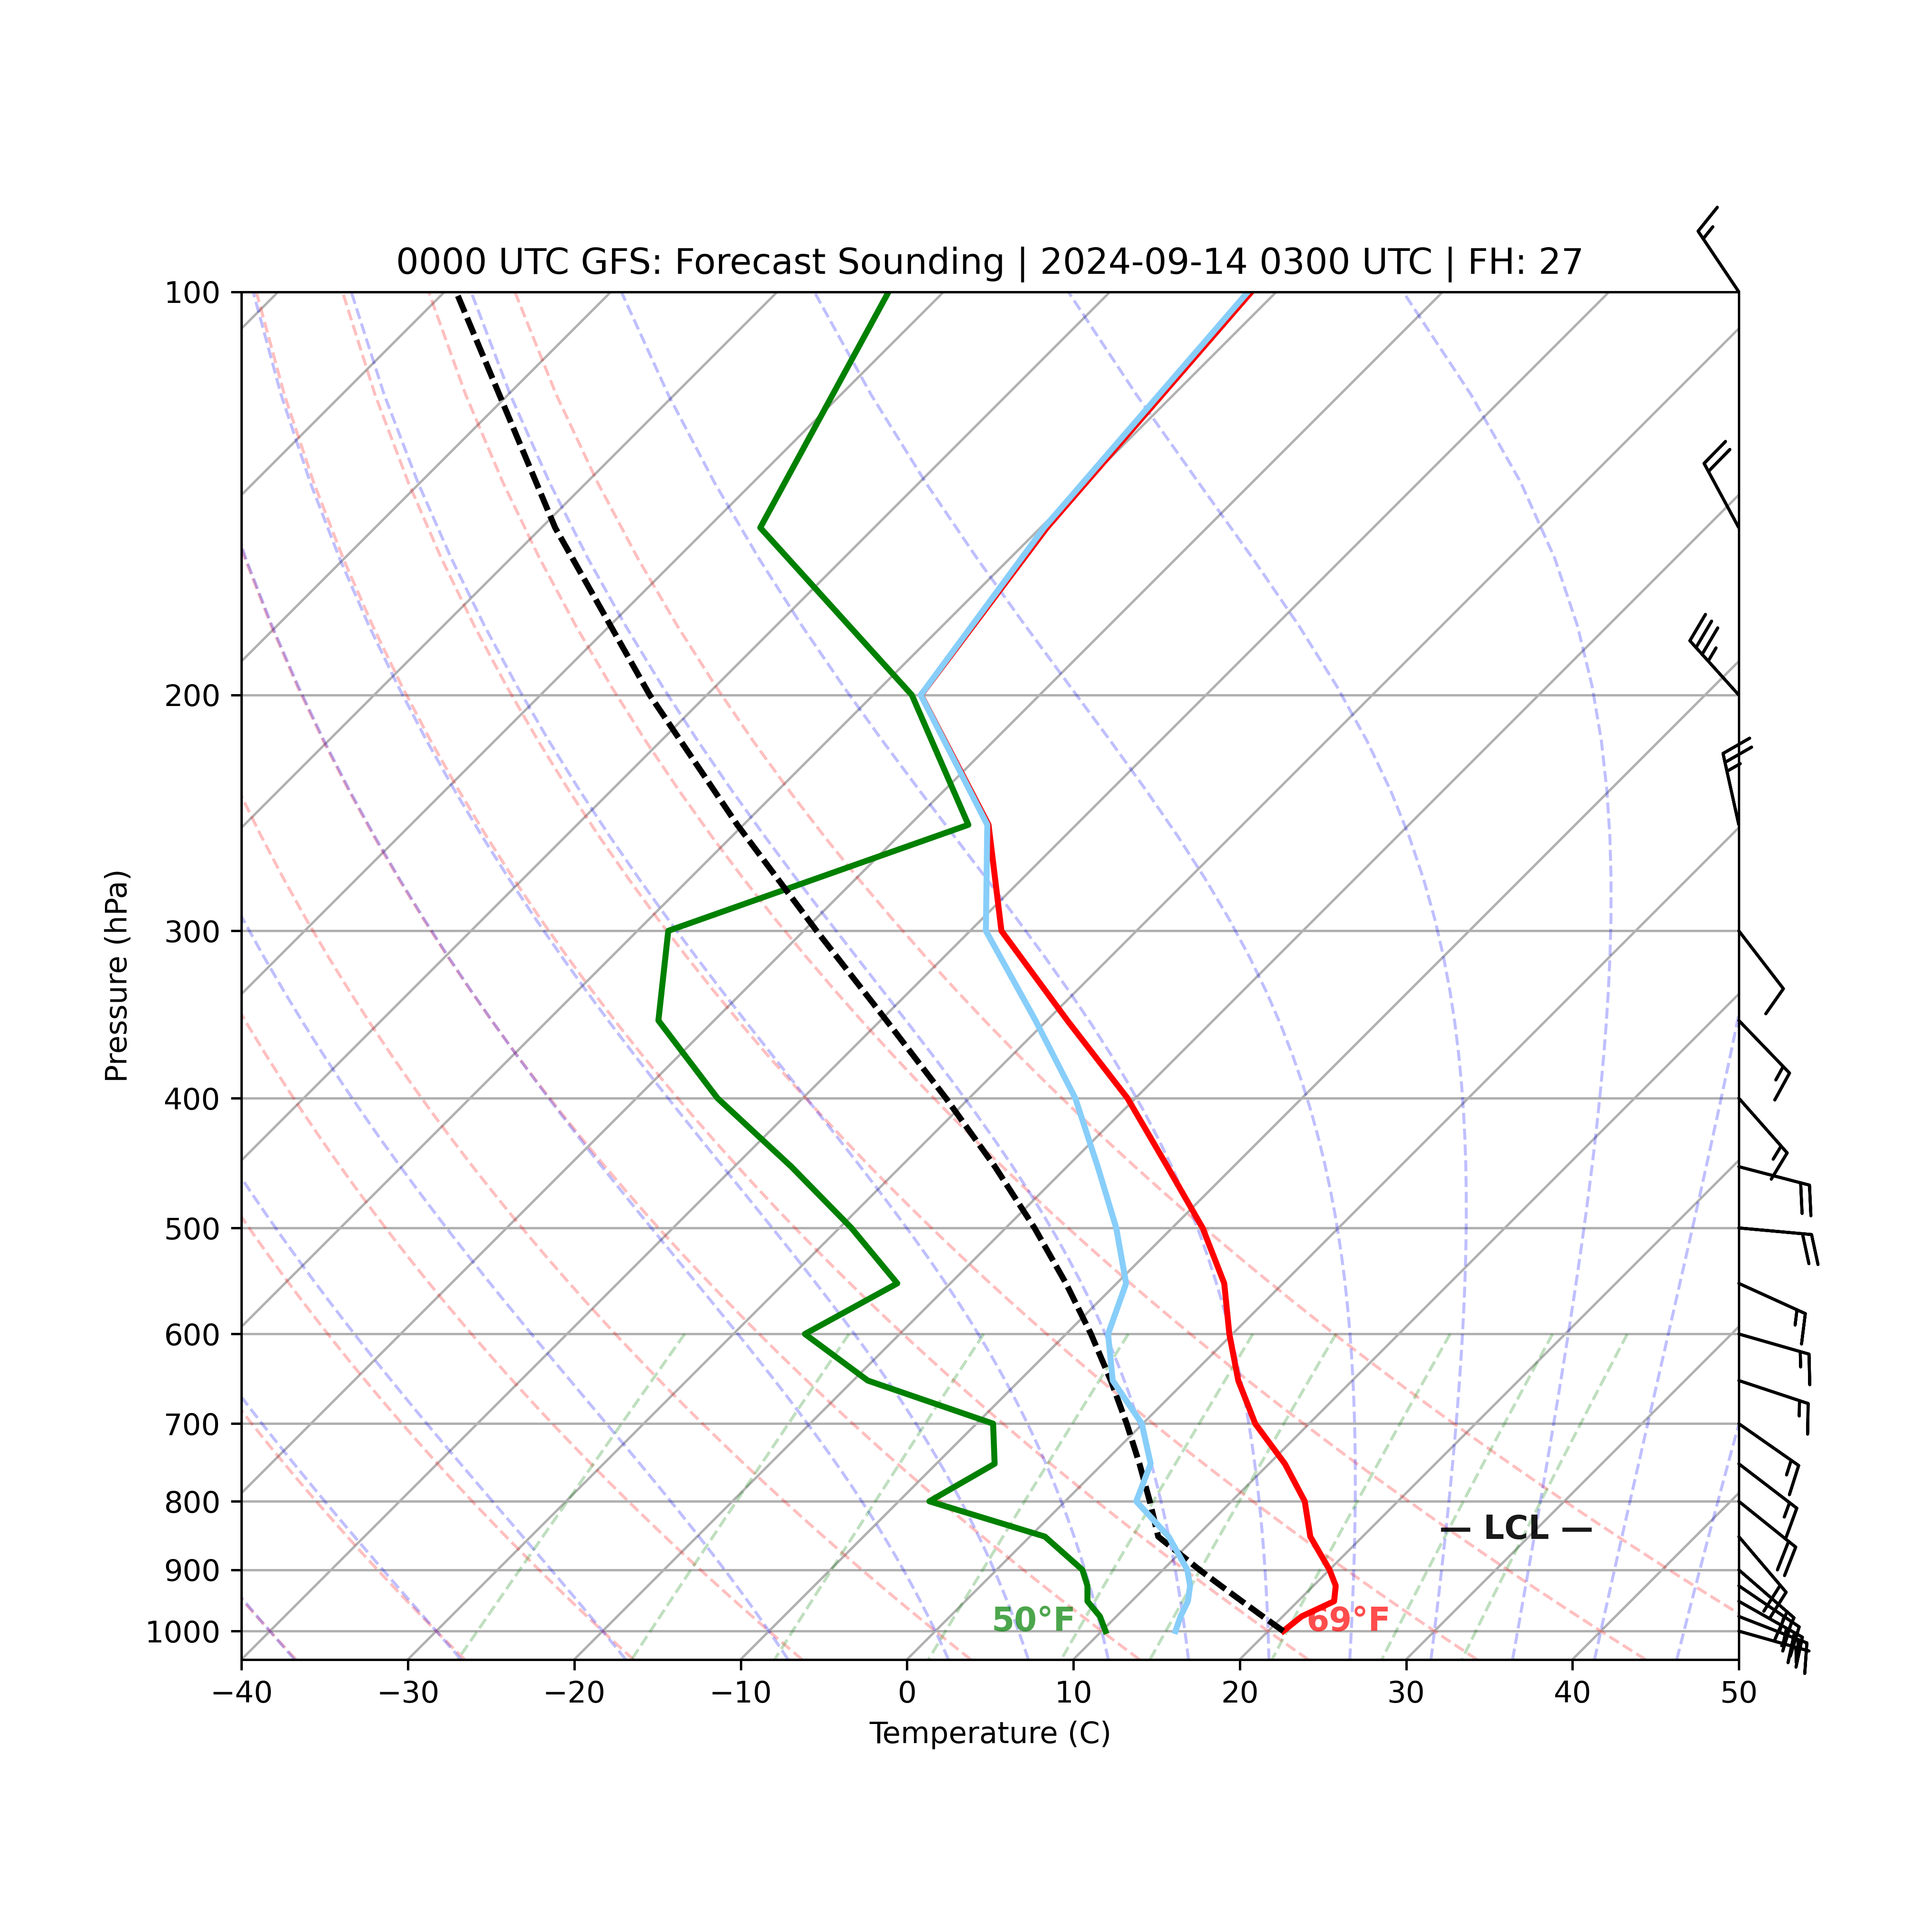 0000 UTC GFS: Forecast Sounding | 2024-09-14 0300 UTC | FH: 27
100
200
300
400
500
600
700
800
900
1000
Pressure (hPa)
— LCL —
50°F
69°F
−40 −30 −20 −10 0 10 20 30 40 50
Temperature (C)